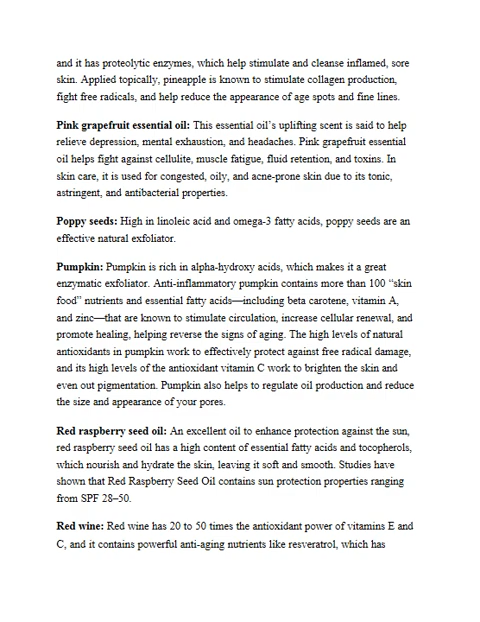 and it has proteolytic enzymes, which help stimulate and cleanse inflamed, sore
skin. Applied topically, pineapple is known to stimulate collagen production,
fight free radicals, and help reduce the appearance of age spots and fine lines.
Pink grapefruit essential oil: This essential oil’s uplifting scent is said to help
relieve depression, mental exhaustion, and headaches. Pink grapefruit essential
oil helps fight against cellulite, muscle fatigue, fluid retention, and toxins. In
skin care, it is used for congested, oily, and acne-prone skin due to its tonic,
astringent, and antibacterial properties.
Poppy seeds: High in linoleic acid and omega-3 fatty acids, poppy seeds are an
effective natural exfoliator.
Pumpkin: Pumpkin is rich in alpha-hydroxy acids, which makes it a great
enzymatic exfoliator. Anti-inflammatory pumpkin contains more than 100 “skin
food” nutrients and essential fatty acids—including beta carotene, vitamin A,
and zinc—that are known to stimulate circulation, increase cellular renewal, and
promote healing, helping reverse the signs of aging. The high levels of natural
antioxidants in pumpkin work to effectively protect against free radical damage,
and its high levels of the antioxidant vitamin C work to brighten the skin and
even out pigmentation. Pumpkin also helps to regulate oil production and reduce
the size and appearance of your pores.
Red raspberry seed oil: An excellent oil to enhance protection against the sun,
red raspberry seed oil has a high content of essential fatty acids and tocopherols,
which nourish and hydrate the skin, leaving it soft and smooth. Studies have
shown that Red Raspberry Seed Oil contains sun protection properties ranging
from SPF 28–50.
Red wine: Red wine has 20 to 50 times the antioxidant power of vitamins E and
C, and it contains powerful anti-aging nutrients like resveratrol, which has